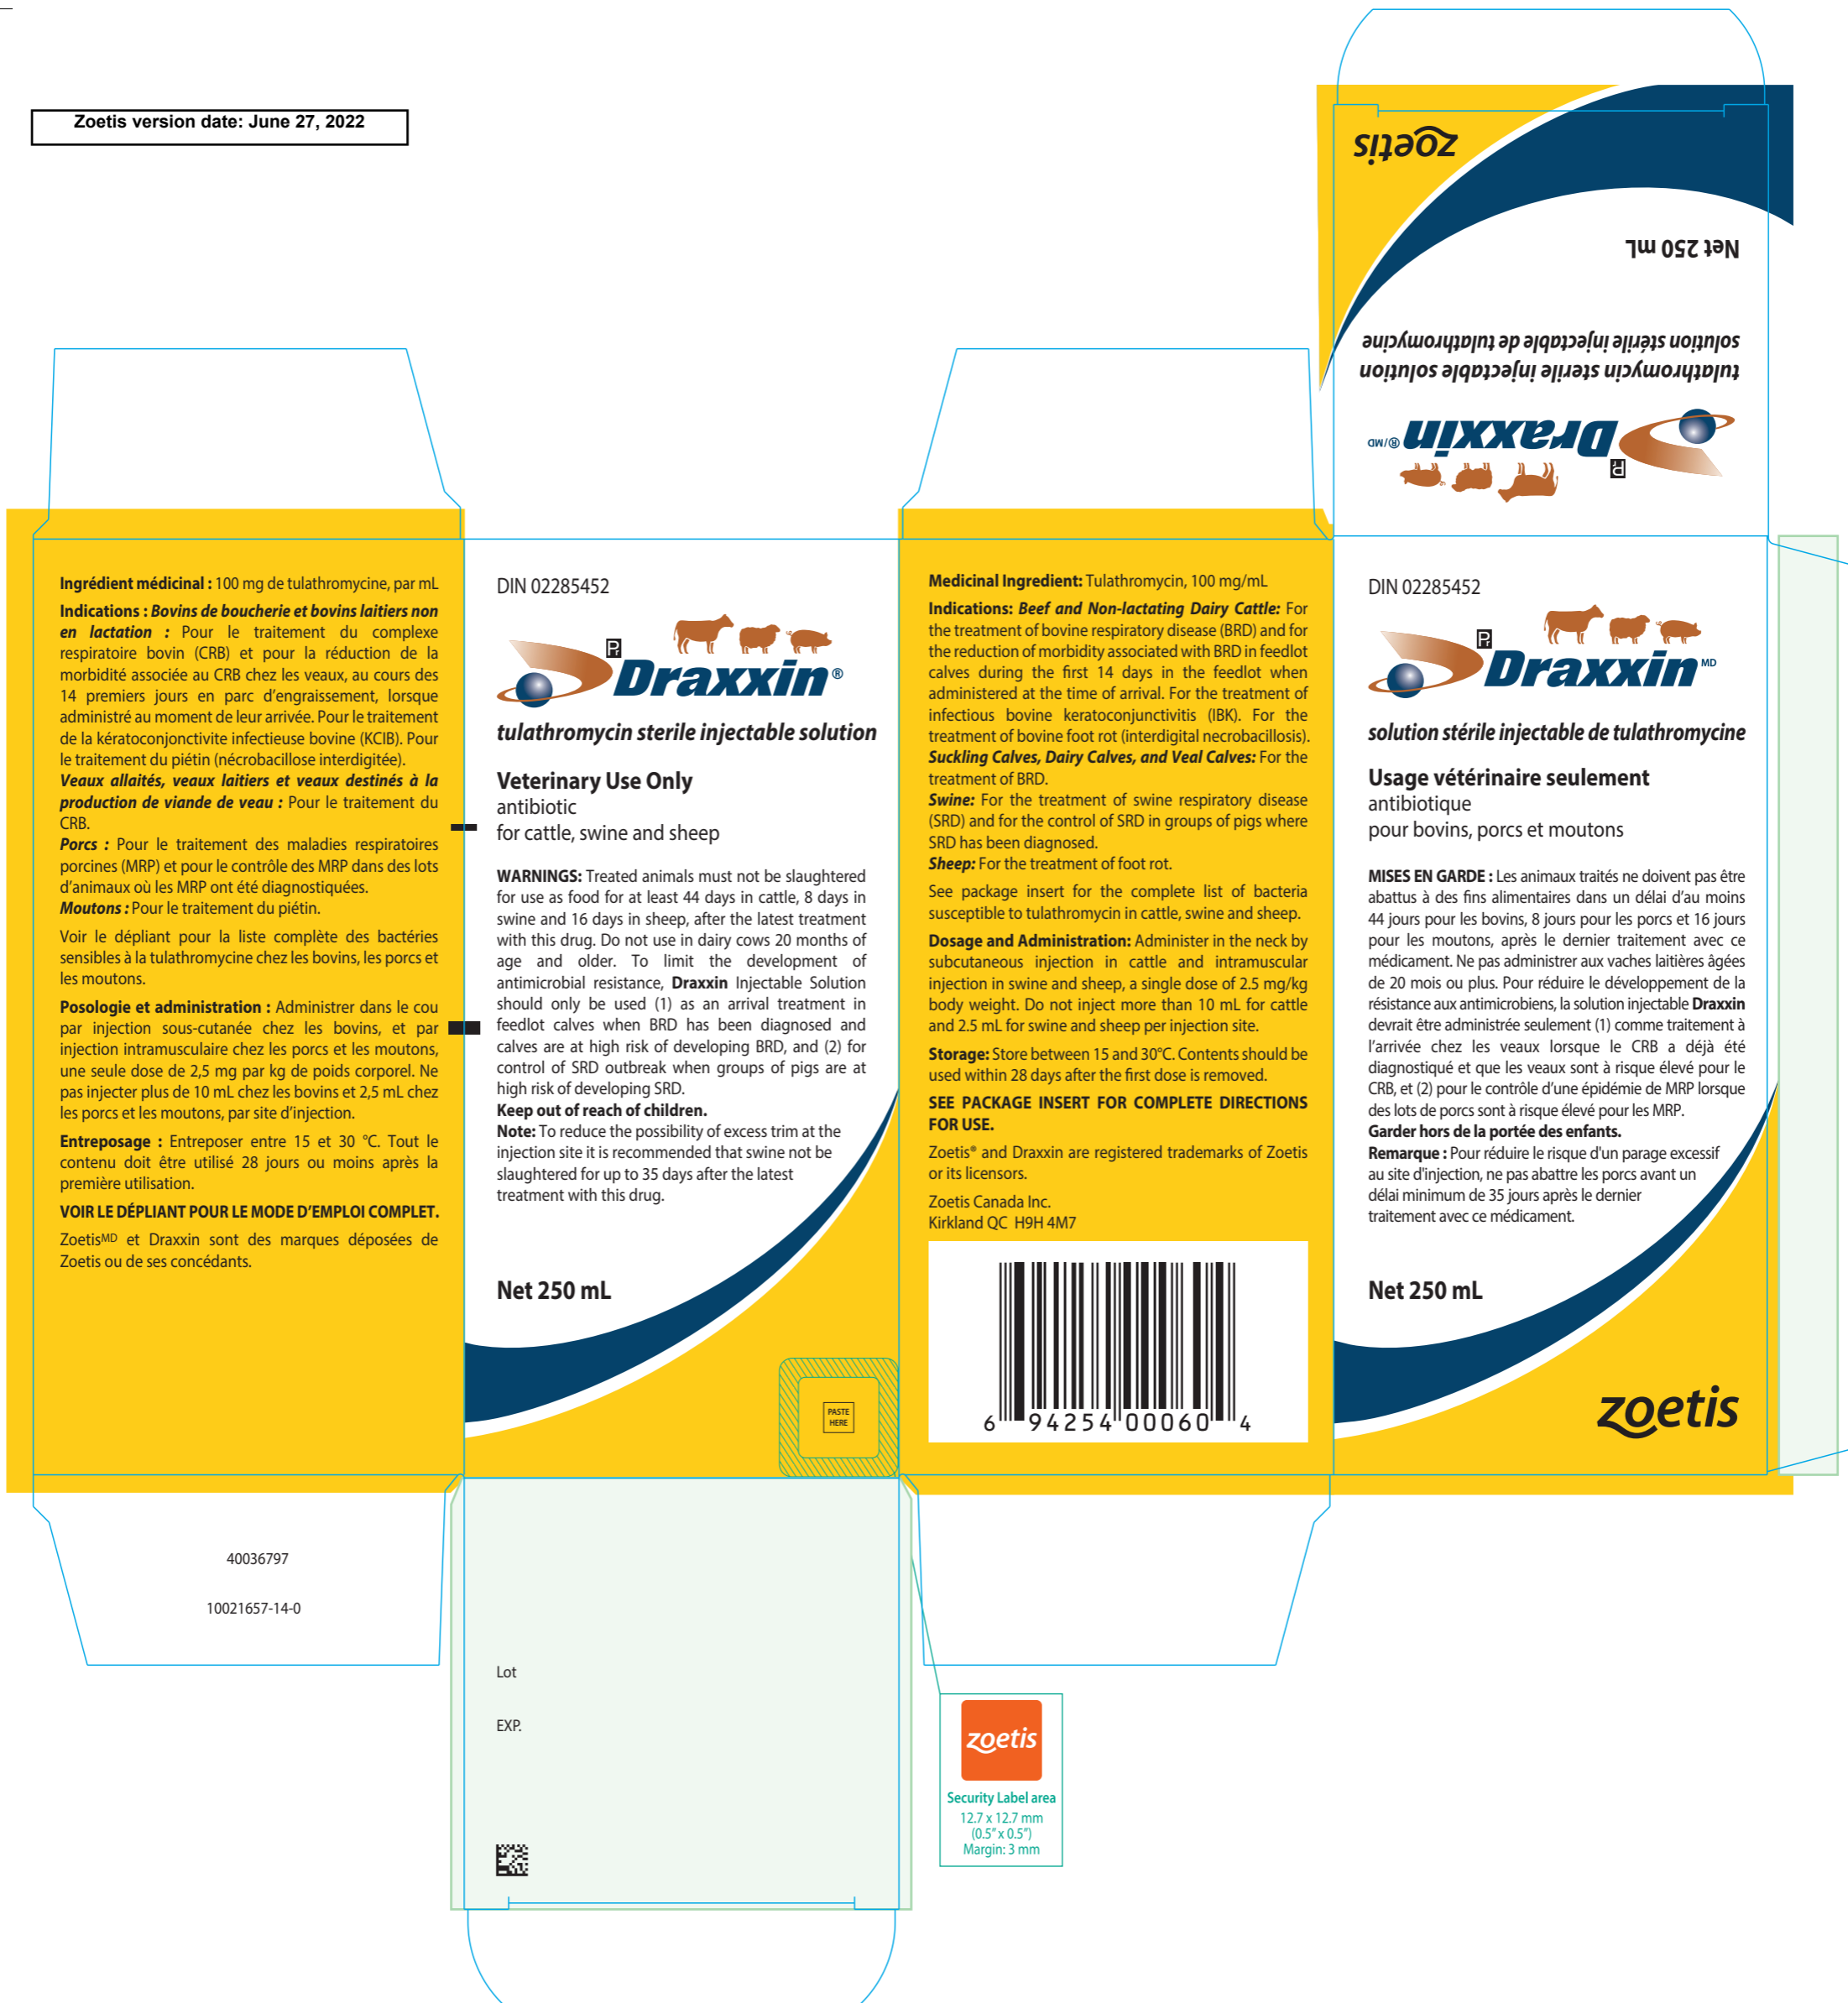 Zoetis version date: June 27, 2022
zoetis
Net 250 mL
solution stérile injectable de tulathromycine
tulathromycin sterile injectable solution
Pr
Draxxin®/MD
Ingrédient médicinal : 100 mg de tulathromycine, par mL
Indications : Bovins de boucherie et bovins laitiers non
en lactation : Pour le traitement du complexe
respiratoire bovin (CRB) et pour la réduction de la
morbidité associée au CRB chez les veaux, au cours des
14 premiers jours en parc d’engraissement, lorsque
administré au moment de leur arrivée. Pour le traitement
de la kératoconjonctivite infectieuse bovine (KCIB). Pour
le traitement du piétin (nécrobacillose interdigitée).
Veaux allaités, veaux laitiers et veaux destinés à la
production de viande de veau : Pour le traitement du
CRB.
Porcs : Pour le traitement des maladies respiratoires
porcines (MRP) et pour le contrôle des MRP dans des lots
d’animaux où les MRP ont été diagnostiquées.
Moutons : Pour le traitement du piétin.
Voir le dépliant pour la liste complète des bactéries
sensibles à la tulathromycine chez les bovins, les porcs et
les moutons.
Posologie et administration : Administrer dans le cou
par injection sous-cutanée chez les bovins, et par
injection intramusculaire chez les porcs et les moutons,
une seule dose de 2,5 mg par kg de poids corporel. Ne
pas injecter plus de 10 mL chez les bovins et 2,5 mL chez
les porcs et les moutons, par site d’injection.
Entreposage : Entreposer entre 15 et 30 °C. Tout le
contenu doit être utilisé 28 jours ou moins après la
première utilisation.
VOIR LE DÉPLIANT POUR LE MODE D’EMPLOI COMPLET.
ZoetisMD et Draxxin sont des marques déposées de
Zoetis ou de ses concédants.
DIN 02285452
Pr
Draxxin®
tulathromycin sterile injectable solution
Veterinary Use Only
antibiotic
for cattle, swine and sheep
WARNINGS: Treated animals must not be slaughtered
for use as food for at least 44 days in cattle, 8 days in
swine and 16 days in sheep, after the latest treatment
with this drug. Do not use in dairy cows 20 months of
age and older. To limit the development of
antimicrobial resistance, Draxxin Injectable Solution
should only be used (1) as an arrival treatment in
feedlot calves when BRD has been diagnosed and
calves are at high risk of developing BRD, and (2) for
control of SRD outbreak when groups of pigs are at
high risk of developing SRD.
Keep out of reach of children.
Note: To reduce the possibility of excess trim at the
injection site it is recommended that swine not be
slaughtered for up to 35 days after the latest
treatment with this drug.
Net 250 mL
PASTE
HERE
Medicinal Ingredient: Tulathromycin, 100 mg/mL
Indications: Beef and Non-lactating Dairy Cattle: For
the treatment of bovine respiratory disease (BRD) and for
the reduction of morbidity associated with BRD in feedlot
calves during the first 14 days in the feedlot when
administered at the time of arrival. For the treatment of
infectious bovine keratoconjunctivitis (IBK). For the
treatment of bovine foot rot (interdigital necrobacillosis).
Suckling Calves, Dairy Calves, and Veal Calves: For the
treatment of BRD.
Swine: For the treatment of swine respiratory disease
(SRD) and for the control of SRD in groups of pigs where
SRD has been diagnosed.
Sheep: For the treatment of foot rot.
See package insert for the complete list of bacteria
susceptible to tulathromycin in cattle, swine and sheep.
Dosage and Administration: Administer in the neck by
subcutaneous injection in cattle and intramuscular
injection in swine and sheep, a single dose of 2.5 mg/kg
body weight. Do not inject more than 10 mL for cattle
and 2.5 mL for swine and sheep per injection site.
Storage: Store between 15 and 30°C. Contents should be
used within 28 days after the first dose is removed.
SEE PACKAGE INSERT FOR COMPLETE DIRECTIONS
FOR USE.
Zoetis® and Draxxin are registered trademarks of Zoetis
or its licensors.
Zoetis Canada Inc.
Kirkland QC H9H 4M7
6 94254 00060 4
DIN 02285452
Pr
Draxxin MD
solution stérile injectable de tulathromycine
Usage vétérinaire seulement
antibiotique
pour bovins, porcs et moutons
MISES EN GARDE : Les animaux traités ne doivent pas être
abattus à des fins alimentaires dans un délai d’au moins
44 jours pour les bovins, 8 jours pour les porcs et 16 jours
pour les moutons, après le dernier traitement avec ce
médicament. Ne pas administrer aux vaches laitières âgées
de 20 mois ou plus. Pour réduire le développement de la
résistance aux antimicrobiens, la solution injectable Draxxin
devrait être administrée seulement (1) comme traitement à
l’arrivée chez les veaux lorsque le CRB a déjà été
diagnostiqué et que les veaux sont à risque élevé pour le
CRB, et (2) pour le contrôle d’une épidémie de MRP lorsque
des lots de porcs sont à risque élevé pour les MRP.
Garder hors de la portée des enfants.
Remarque : Pour réduire le risque d'un parage excessif
au site d'injection, ne pas abattre les porcs avant un
délai minimum de 35 jours après le dernier
traitement avec ce médicament.
Net 250 mL
zoetis
40036797
10021657-14-0
Lot
EXP.
zoetis
Security Label area
12.7 x 12.7 mm
(0.5” x 0.5”)
Margin: 3 mm